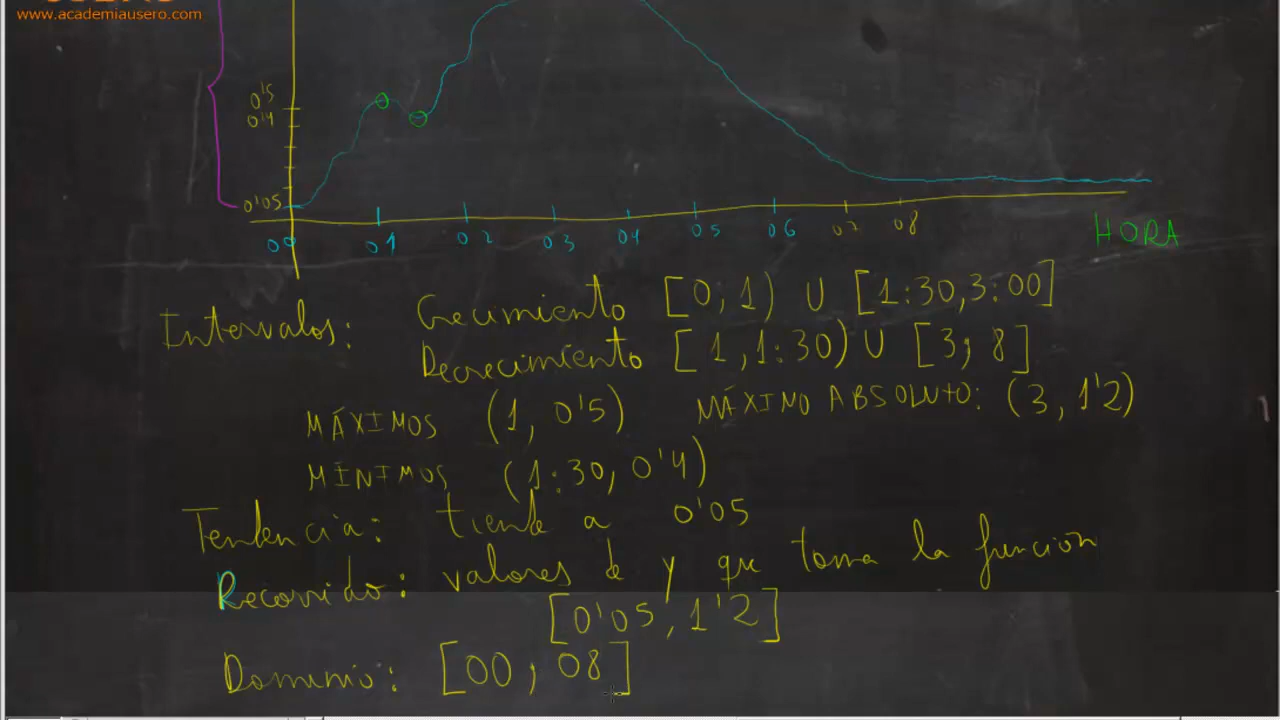 www.academiausero.com
0'5
0'4
0'05
00 01 02 03 04 05 06 07 08
HORA
Intervalos: Crecimiento [0; 1) U [1:30, 3:00]
Decrecimiento [1, 1:30) U [3; 8]
MÁXIMOS (1, 0'5) MÁXIMO ABSOLUTO: (3, 1'2)
MÍNIMOS (1:30, 0'4)
Tendencia: tiende a 0'05
Recorrido: valores de y que toma la función
[0'05, 1'2]
Dominio: [00; 08]